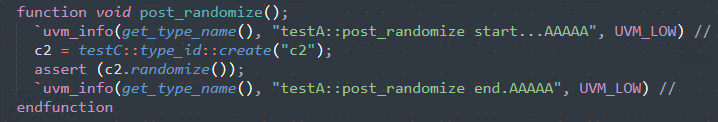 function void post_randomize();
  `uvm_info(get_type_name(), "testA::post_randomize start...AAAAA", UVM_LOW) //
  c2 = testC::type_id::create("c2");
  assert (c2.randomize());
  `uvm_info(get_type_name(), "testA::post_randomize end.AAAAA", UVM_LOW) //
endfunction